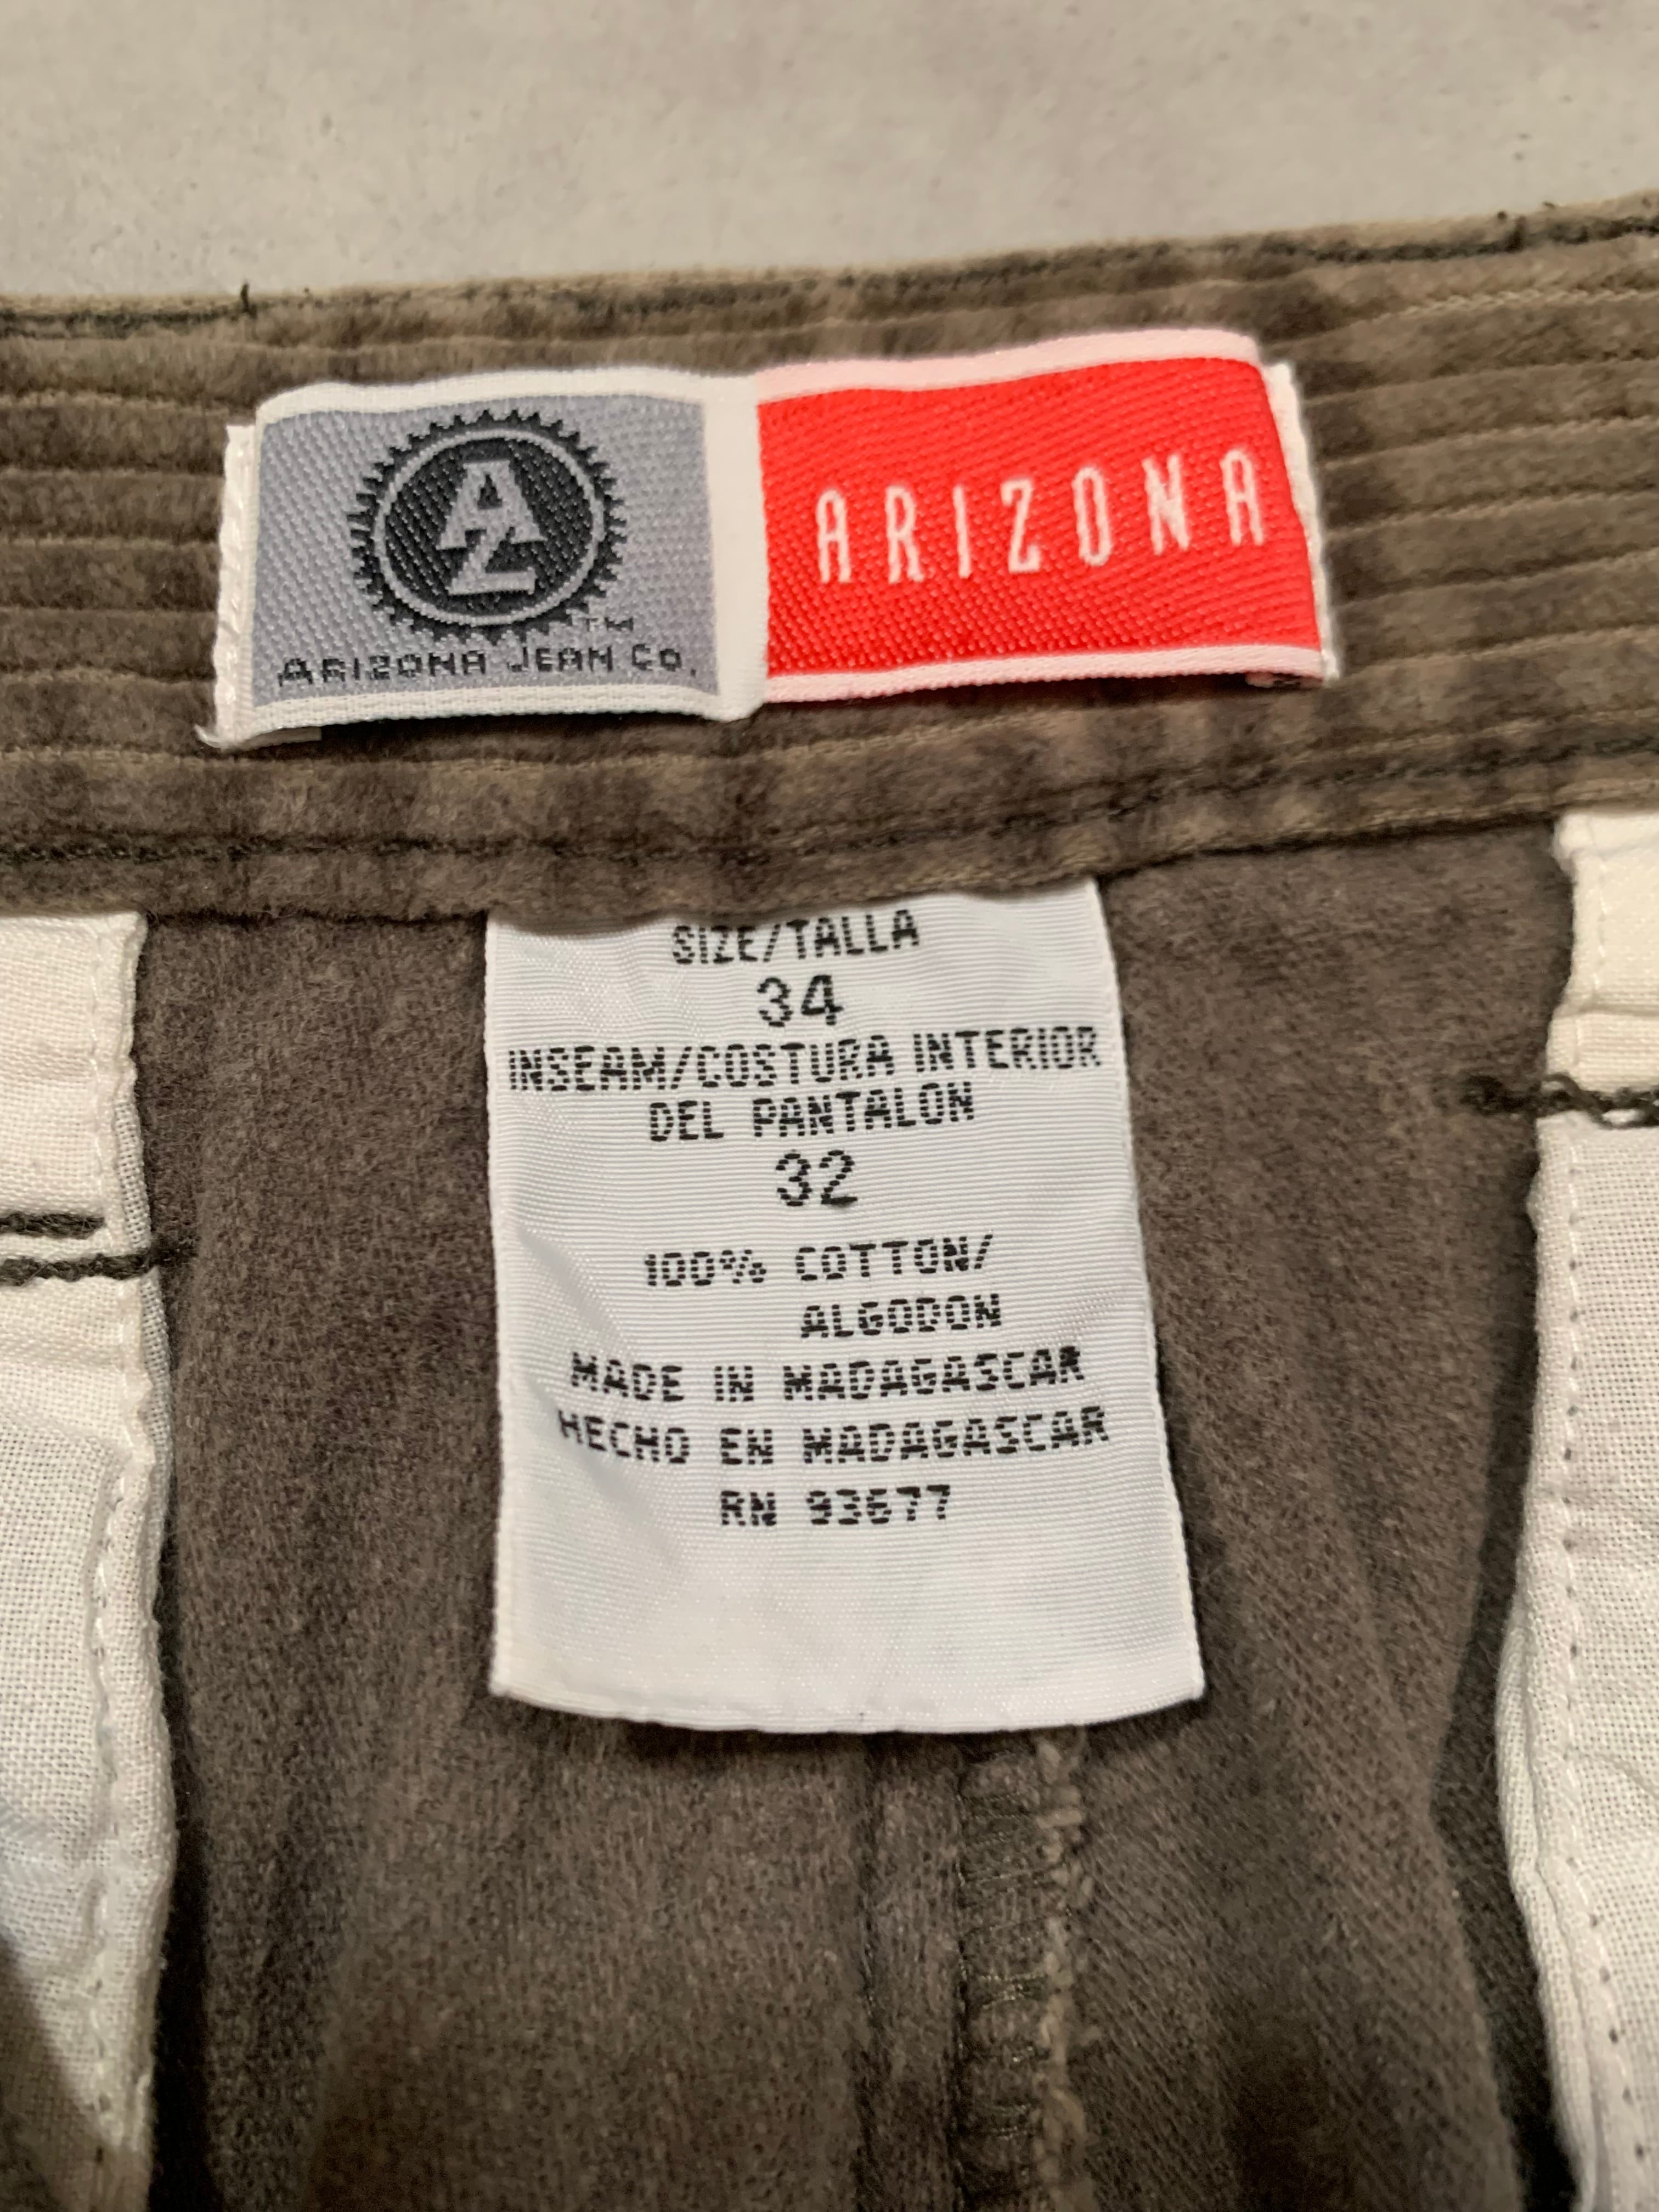 AZ
TM
ARIZONA JEAN CO.
ARIZONA
SIZE/TALLA
34
INSEAM/COSTURA INTERIOR
DEL PANTALON
32
100% COTTON/
ALGODON
MADE IN MADAGASCAR
HECHO EN MADAGASCAR
RN 93677